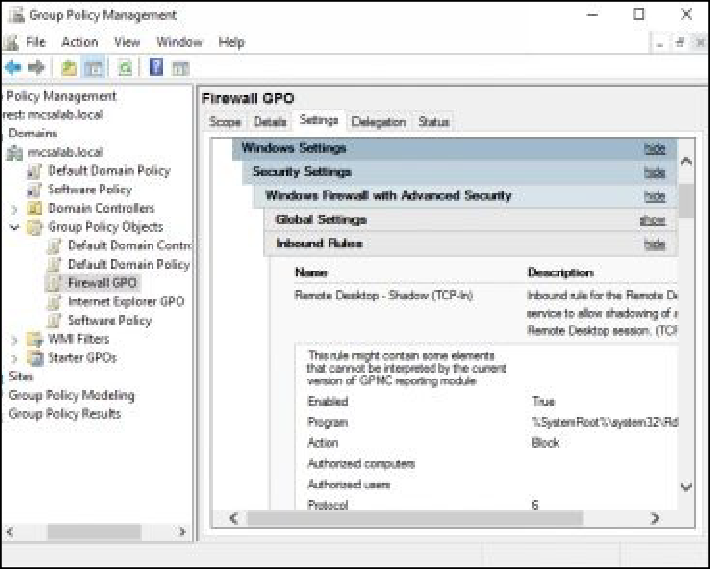 Group Policy Management
File Action View Window Help
Policy Management
rest: mcsalab.local
Domains
mcsalab.local
Default Domain Policy
Software Policy
Domain Controllers
Group Policy Objects
Default Domain Contro
Default Domain Policy
Firewall GPO
Internet Explorer GPO
Software Policy
WMI Filters
Starter GPOs
Sites
Group Policy Modeling
Group Policy Results
Firewall GPO
Scope Details Settings Delegation Status
Windows Settings hide
Security Settings hide
Windows Firewall with Advanced Security hide
Global Settings show
Inbound Rules hide
Name Description
Remote Desktop - Shadow (TCP-In) Inbound rule for the Remote De
service to allow shadowing of a
Remote Desktop session. (TCP
This rule might contain some elements
that cannot be interpreted by the current
version of GPMC reporting module
Enabled True
Program %SystemRoot%\system32\Rd
Action Block
Authorized computers
Authorized users
Protocol 6